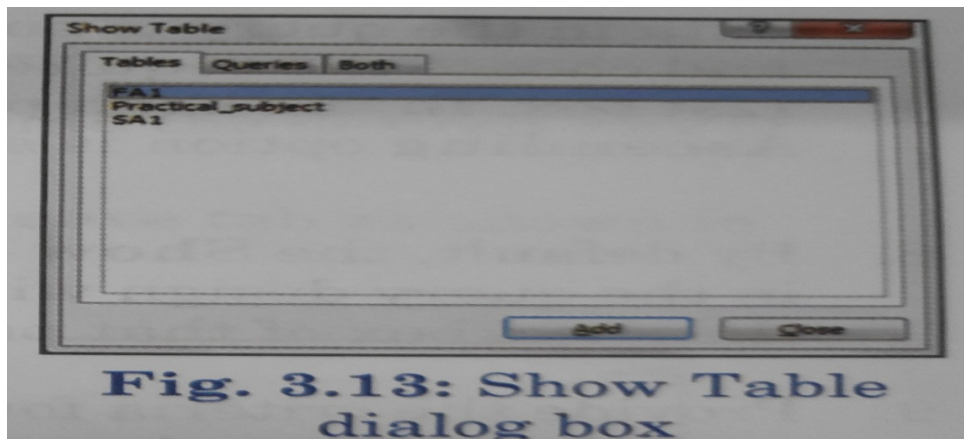 Show Table
Tables Queries Both
FA1
Practical_subject
SA1
Add Close
Fig. 3.13: Show Table
dialog box